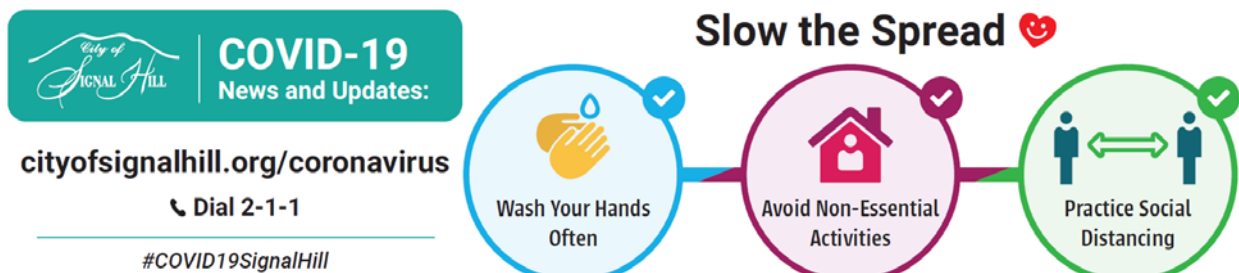 City of
Signal Hill
COVID-19
News and Updates:
cityofsignalhill.org/coronavirus
Dial 2-1-1
#COVID19SignalHill
Slow the Spread
Wash Your Hands
Often
Avoid Non-Essential
Activities
Practice Social
Distancing